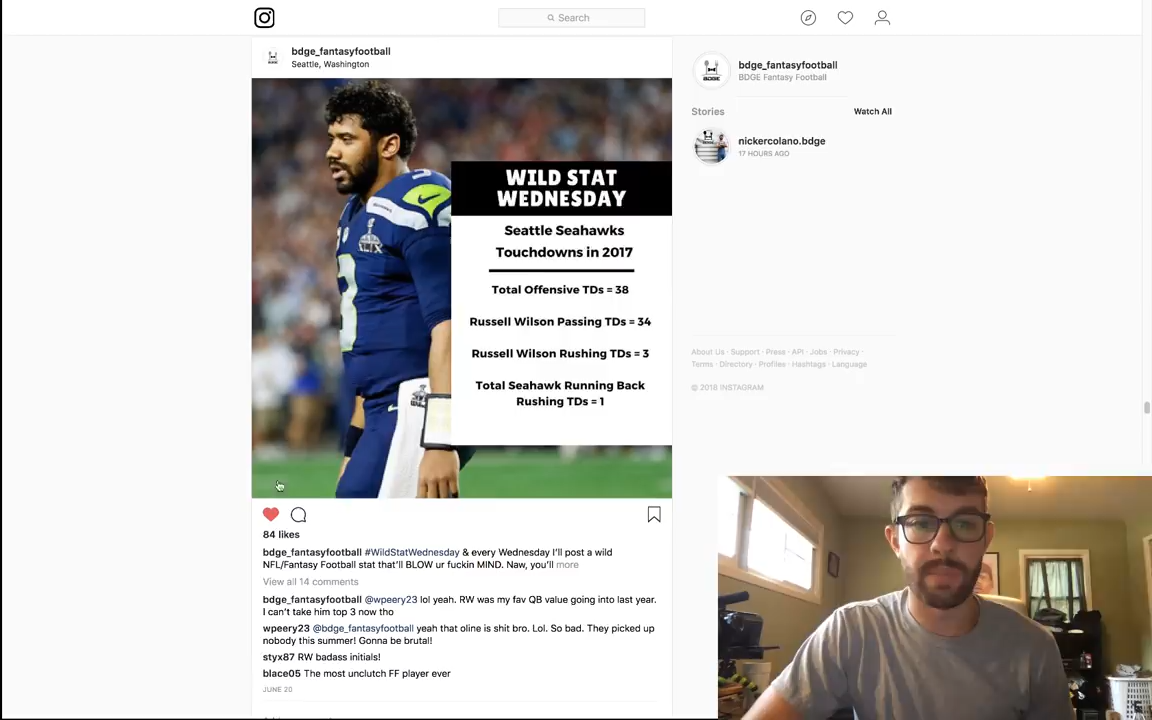 Search
bdge_fantasyfootball
Seattle, Washington
WILD STAT
WEDNESDAY
Seattle Seahawks
Touchdowns in 2017
Total Offensive TDs = 38
Russell Wilson Passing TDs = 34
Russell Wilson Rushing TDs = 3
Total Seahawk Running Back
Rushing TDs = 1
84 likes
bdge_fantasyfootball #WildStatWednesday & every Wednesday I'll post a wild
NFL/Fantasy Football stat that'll BLOW ur fuckin MIND. Naw, you'll more
View all 14 comments
bdge_fantasyfootball @wpeery23 lol yeah. RW was my fav QB value going into last year.
I can't take him top 3 now tho
wpeery23 @bdge_fantasyfootball yeah that oline is shit bro. Lol. So bad. They picked up
nobody this summer! Gonna be brutal!
styx87 RW badass initials!
blace05 The most unclutch FF player ever
JUNE 20
bdge_fantasyfootball
BDGE Fantasy Football
Stories
Watch All
nickercolano.bdge
17 HOURS AGO
About Us · Support · Press · API · Jobs · Privacy ·
Terms · Directory · Profiles · Hashtags · Language
© 2018 INSTAGRAM